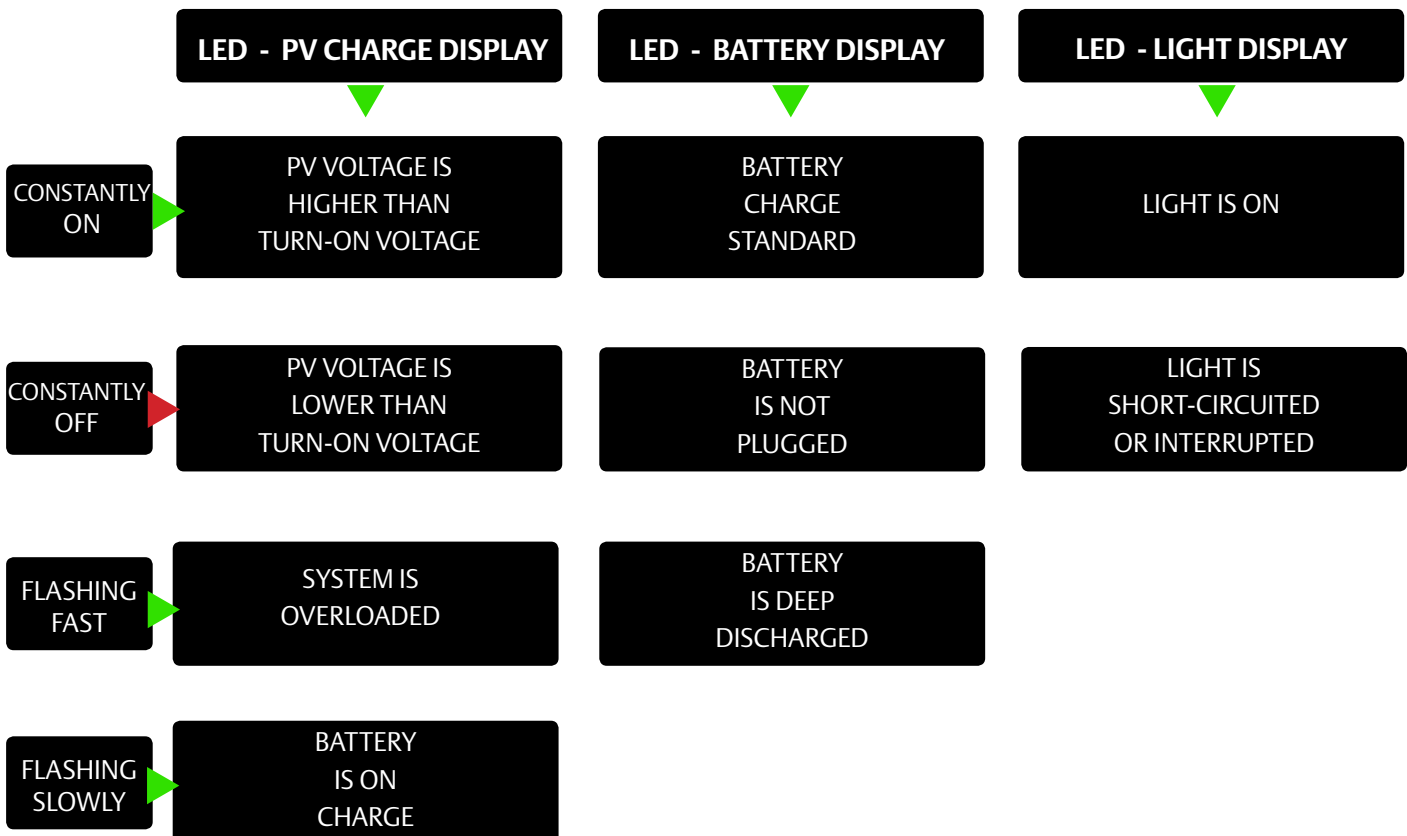 LED - PV CHARGE DISPLAY
LED - BATTERY DISPLAY
LED - LIGHT DISPLAY
CONSTANTLY
ON
PV VOLTAGE IS
HIGHER THAN
TURN-ON VOLTAGE
BATTERY
CHARGE
STANDARD
LIGHT IS ON
CONSTANTLY
OFF
PV VOLTAGE IS
LOWER THAN
TURN-ON VOLTAGE
BATTERY
IS NOT
PLUGGED
LIGHT IS
SHORT-CIRCUITED
OR INTERRUPTED
FLASHING
FAST
SYSTEM IS
OVERLOADED
BATTERY
IS DEEP
DISCHARGED
FLASHING
SLOWLY
BATTERY
IS ON
CHARGE